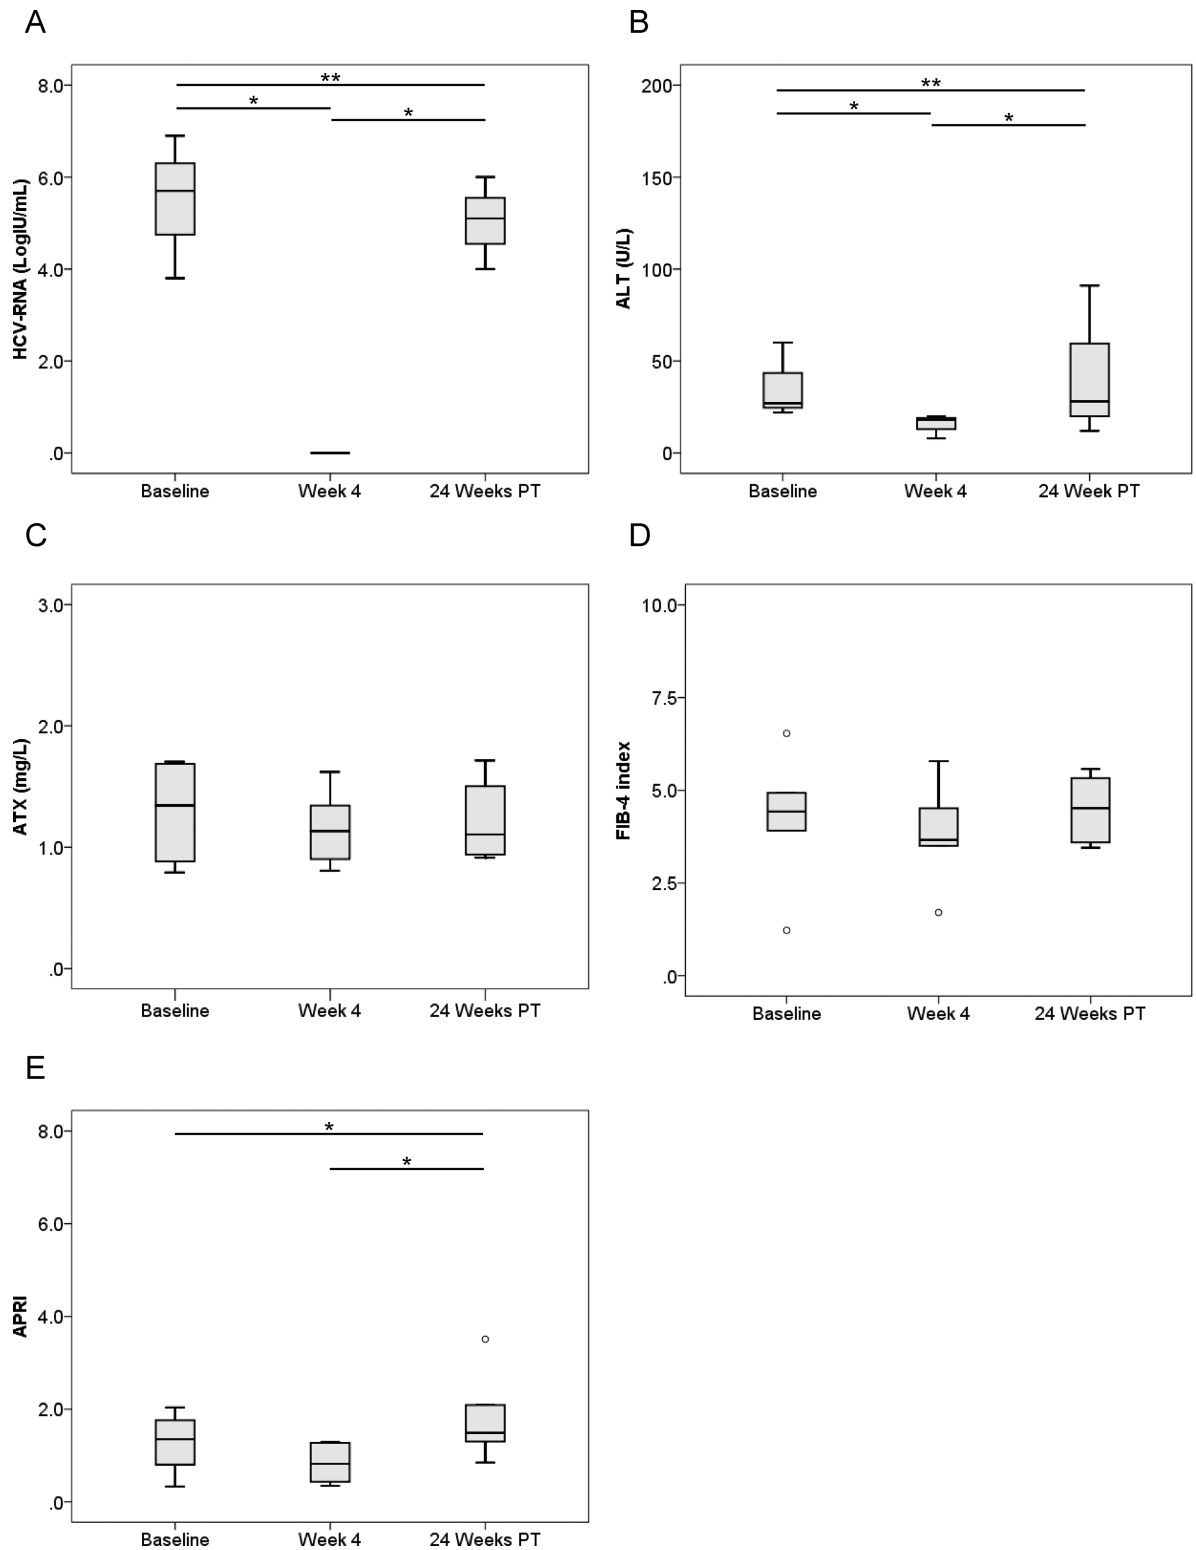 A
HCV-RNA (LogIU/mL)
8.0
6.0
4.0
2.0
.0
**
*
*
Baseline
Week 4
24 Weeks PT
B
ALT (U/L)
200
150
100
50
0
**
*
*
Baseline
Week 4
24 Week PT
C
ATX (mg/L)
3.0
2.0
1.0
.0
Baseline
Week 4
24 Weeks PT
D
FIB-4 index
10.0
7.5
5.0
2.5
.0
Baseline
Week 4
24 Weeks PT
E
APRI
8.0
6.0
4.0
2.0
.0
*
*
Baseline
Week 4
24 Weeks PT